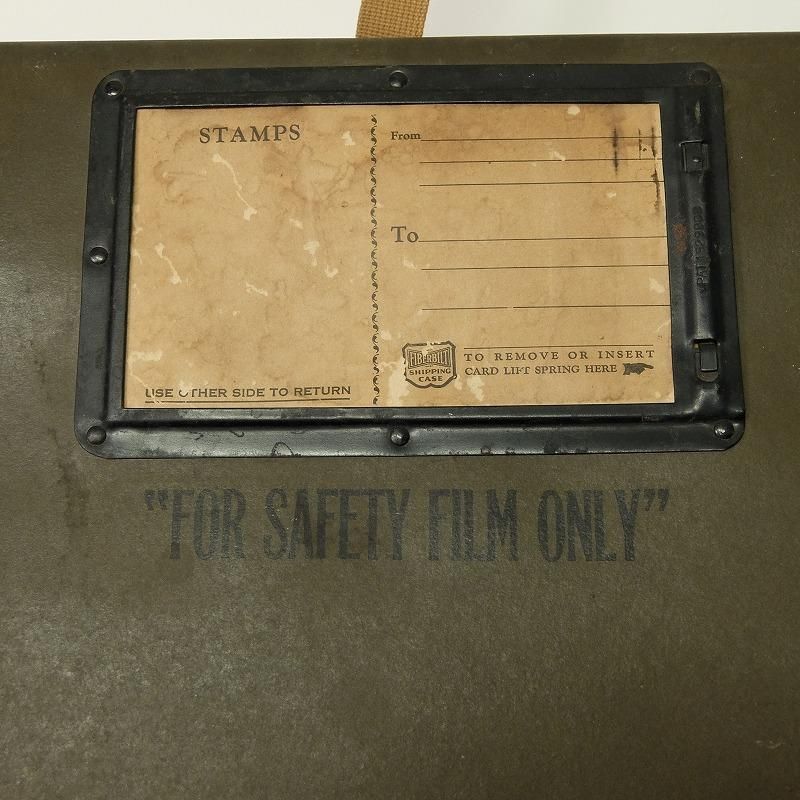 STAMPS
From
To
FIBERBILT
SHIPPING
CASE
TO REMOVE OR INSERT
CARD LIFT SPRING HERE
USE OTHER SIDE TO RETURN
"FOR SAFETY FILM ONLY"